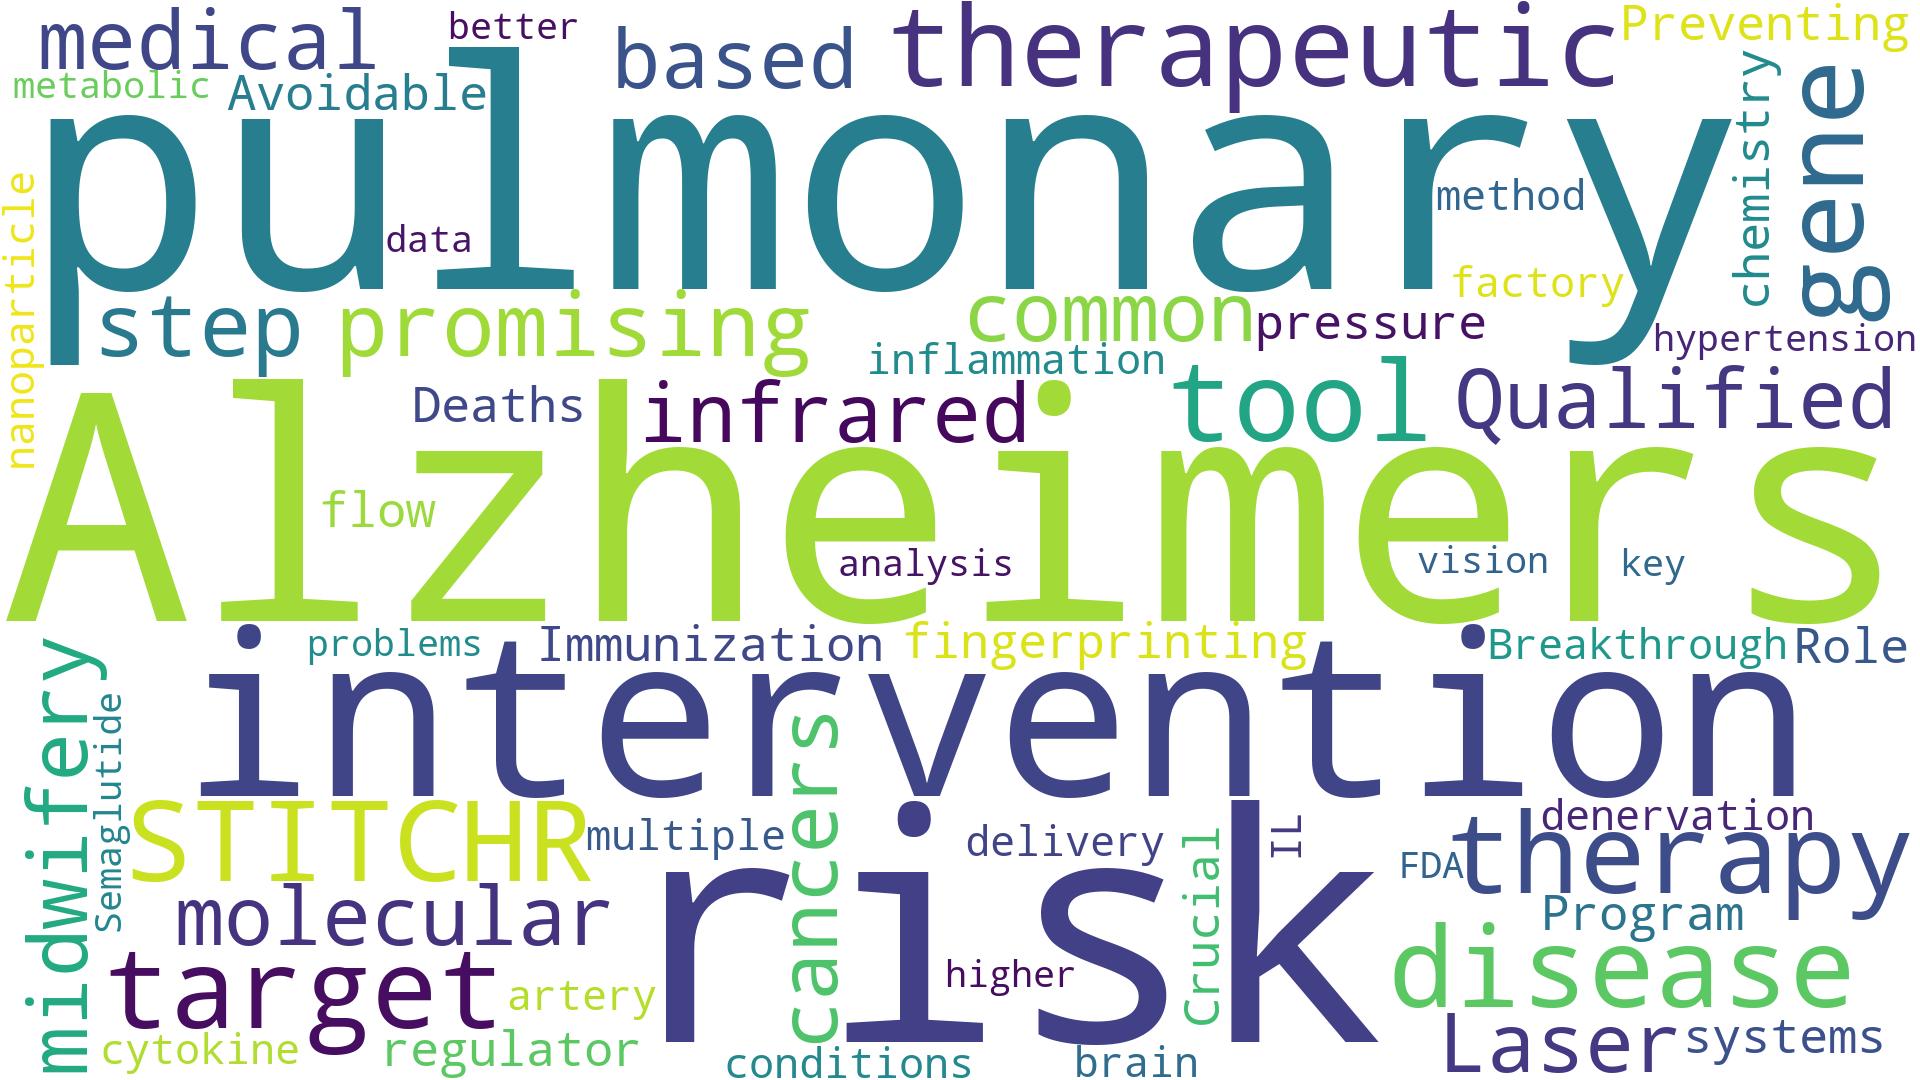 medical
better
based
therapeutic
Preventing
metabolic
Avoidable
pulmonary
chemistry
gene
nanoparticle
data
method
factory
step
promising
common
pressure
hypertension
inflammation
Deaths
infrared
tool
Qualified
Alzheimers
flow
analysis
vision
key
midwifery
problems
Immunization
fingerprinting
Breakthrough
Role
intervention
Semaglutide
cancers
STITCHR
multiple
delivery
Crucial
IL
denervation
FDA
therapy
risk
molecular
Program
target
artery
higher
disease
cytokine
regulator
conditions
brain
Laser
systems